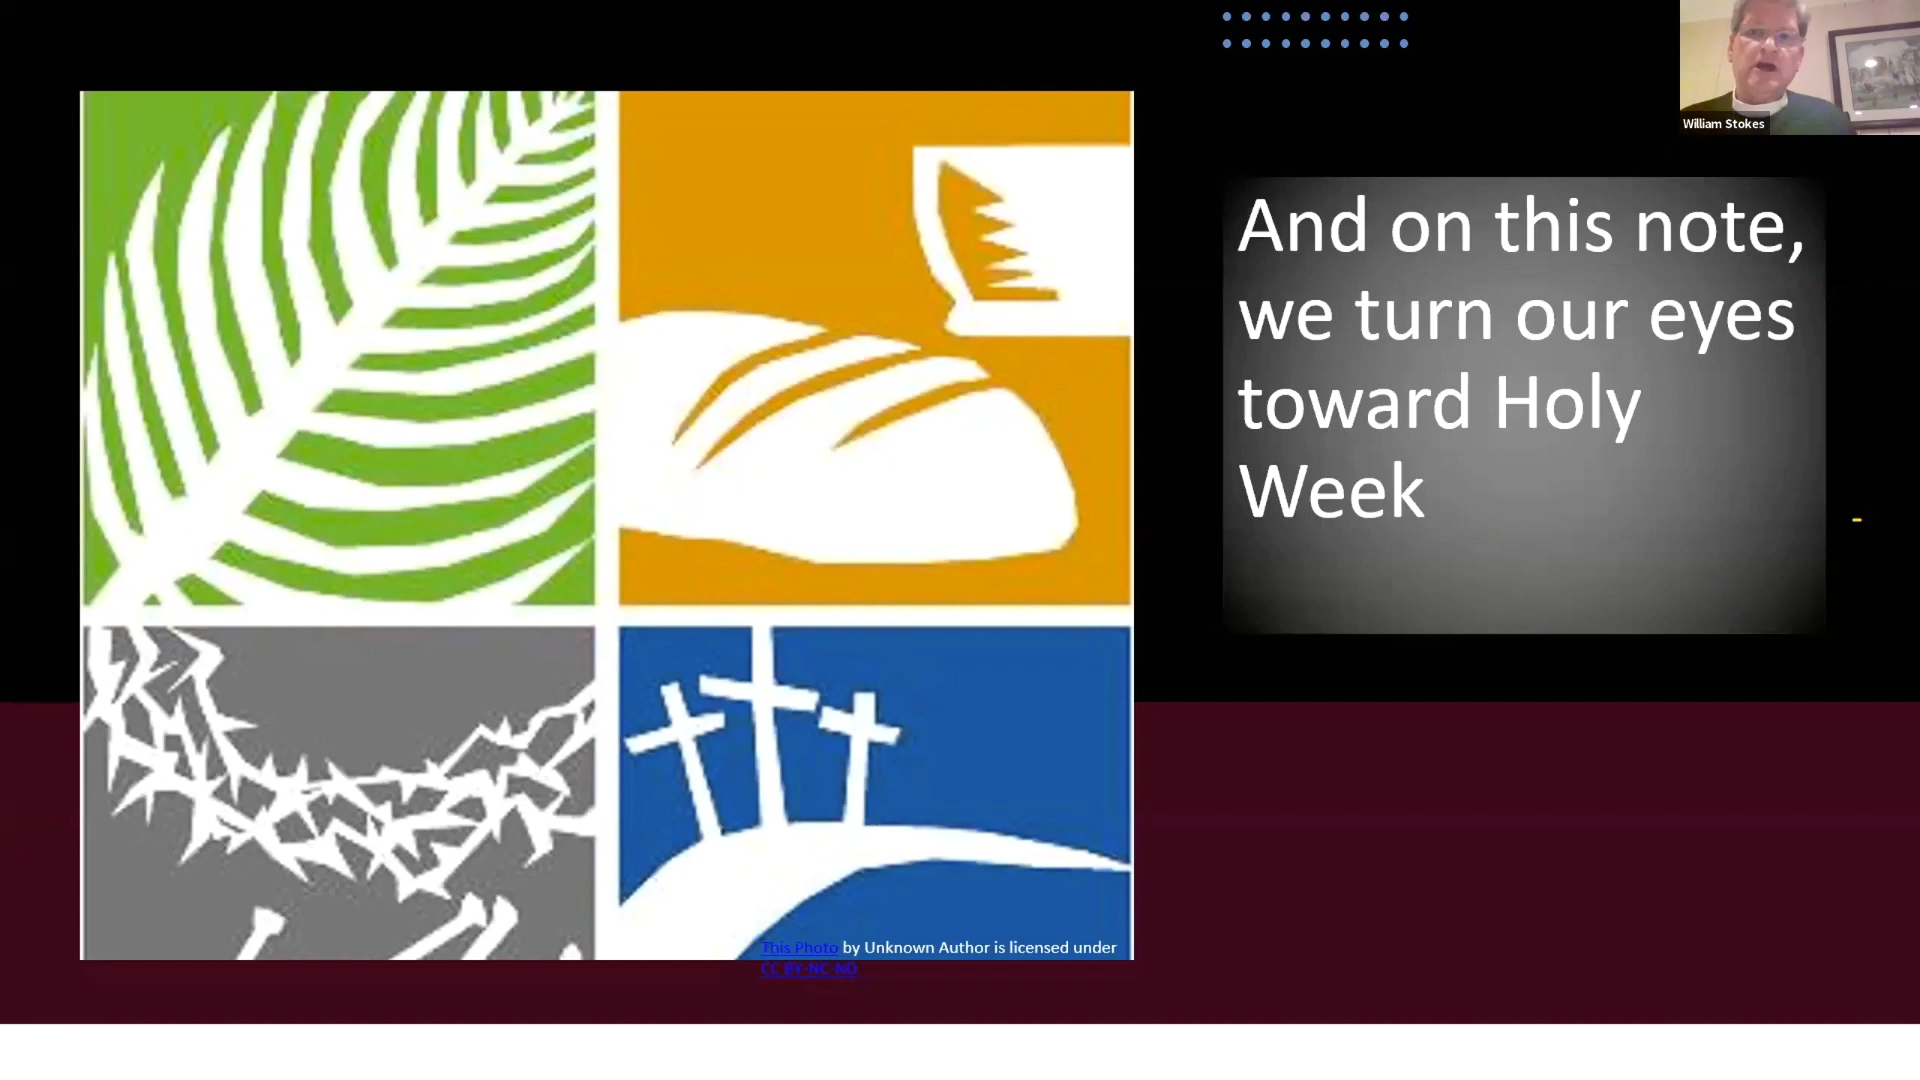 William Stokes
And on this note,
we turn our eyes
toward Holy
Week
This Photo by Unknown Author is licensed under
CC BY-NC-ND